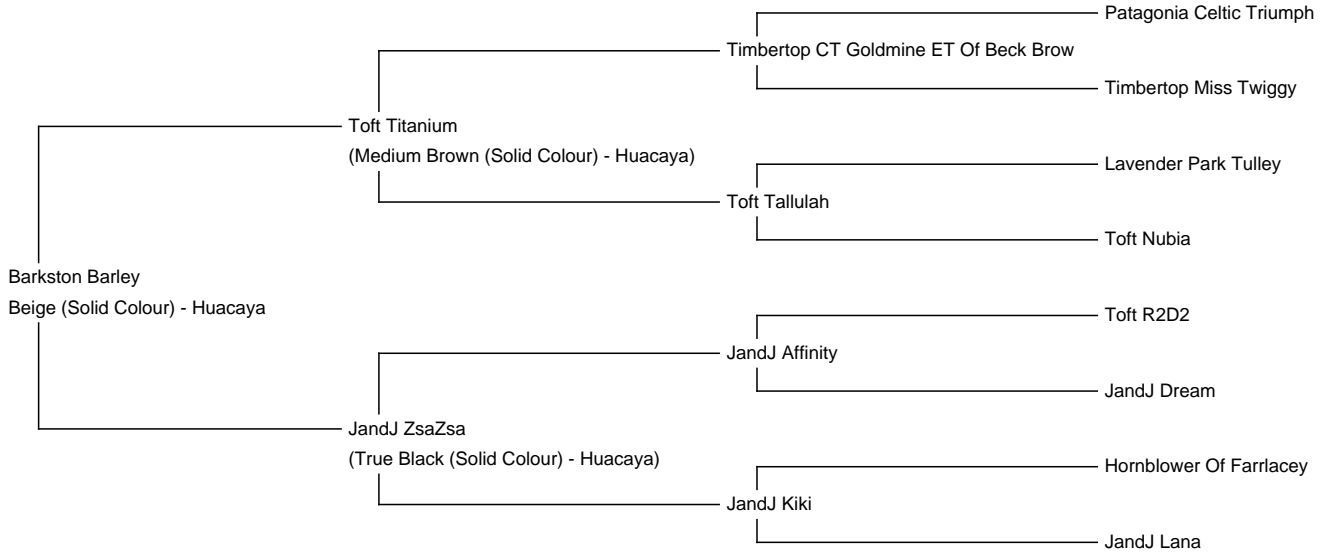 Patagonia Celtic Triumph
Timbertop CT Goldmine ET Of Beck Brow
Timbertop Miss Twiggy
Toft Titanium
(Medium Brown (Solid Colour) - Huacaya)
Lavender Park Tulley
Toft Tallulah
Toft Nubia
Barkston Barley
Beige (Solid Colour) - Huacaya
Toft R2D2
JandJ Affinity
JandJ Dream
JandJ ZsaZsa
(True Black (Solid Colour) - Huacaya)
Hornblower Of Farrlacey
JandJ Kiki
JandJ Lana